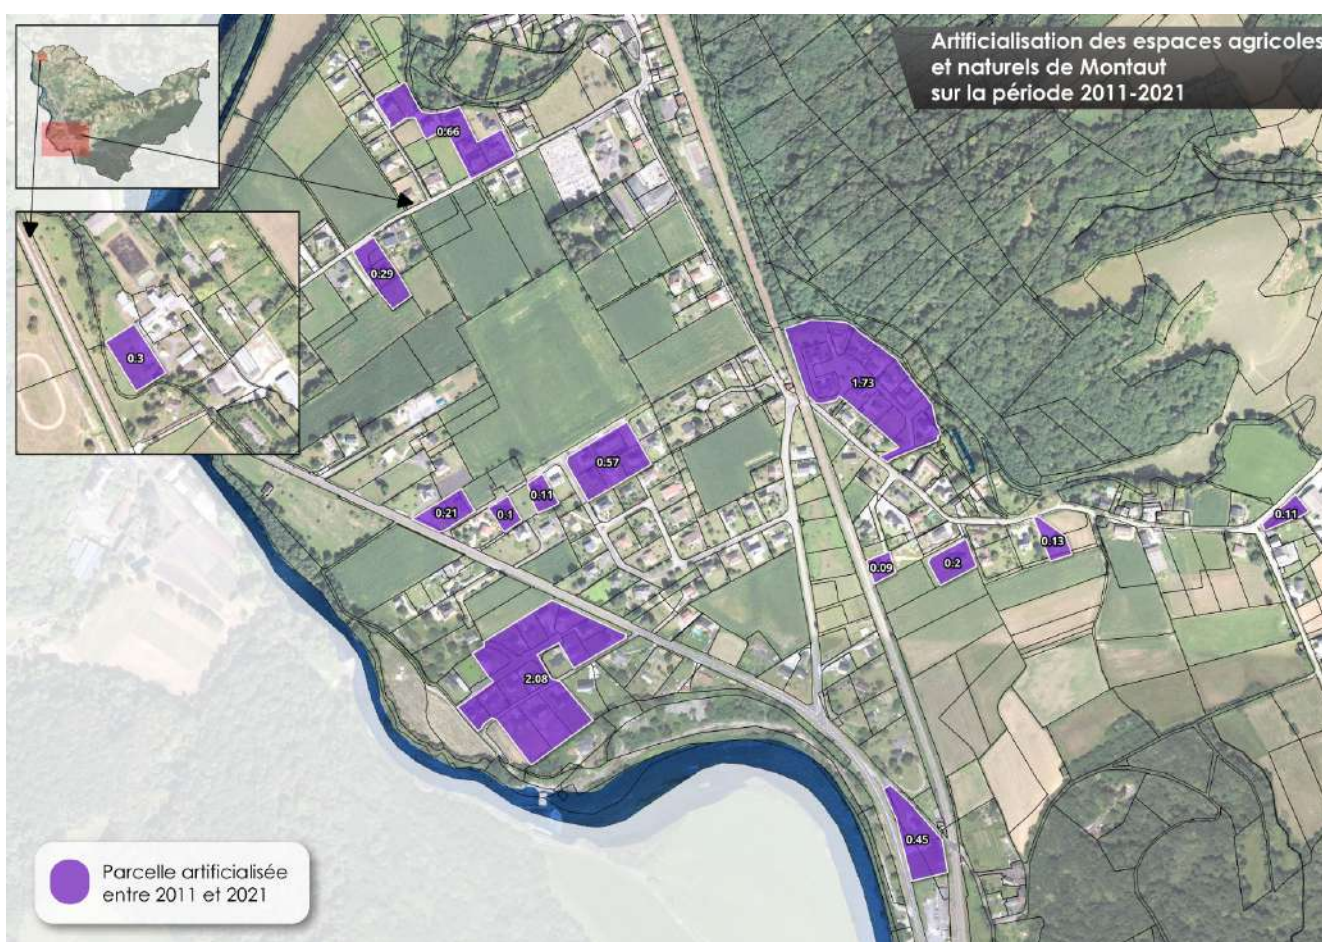 Artificialisation des espaces agricoles
et naturels de Montaut
sur la période 2011-2021
0.66
0.29
0.3
1.73
0.57
0.11
0.21
0.1
0.11
0.13
0.09
0.2
2.08
0.45
Parcelle artificialisée
entre 2011 et 2021